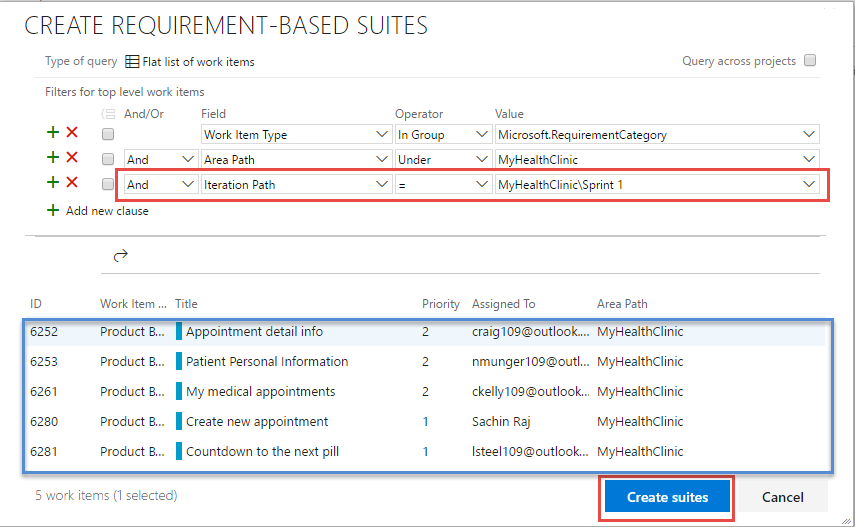 CREATE REQUIREMENT-BASED SUITES
Type of query Flat list of work items Query across projects
Filters for top level work items
And/Or Field Operator Value
Work Item Type In Group Microsoft.RequirementCategory
And Area Path Under MyHealthClinic
And Iteration Path = MyHealthClinic\Sprint 1
Add new clause
ID Work Item ... Title Priority Assigned To Area Path
6252 Product B... Appointment detail info 2 craig109@outlook.... MyHealthClinic
6253 Product B... Patient Personal Information 2 nmunger109@outl... MyHealthClinic
6261 Product B... My medical appointments 2 ckelly109@outlook... MyHealthClinic
6280 Product B... Create new appointment 1 Sachin Raj MyHealthClinic
6281 Product B... Countdown to the next pill 1 lsteel109@outlook... MyHealthClinic
5 work items (1 selected) Create suites Cancel